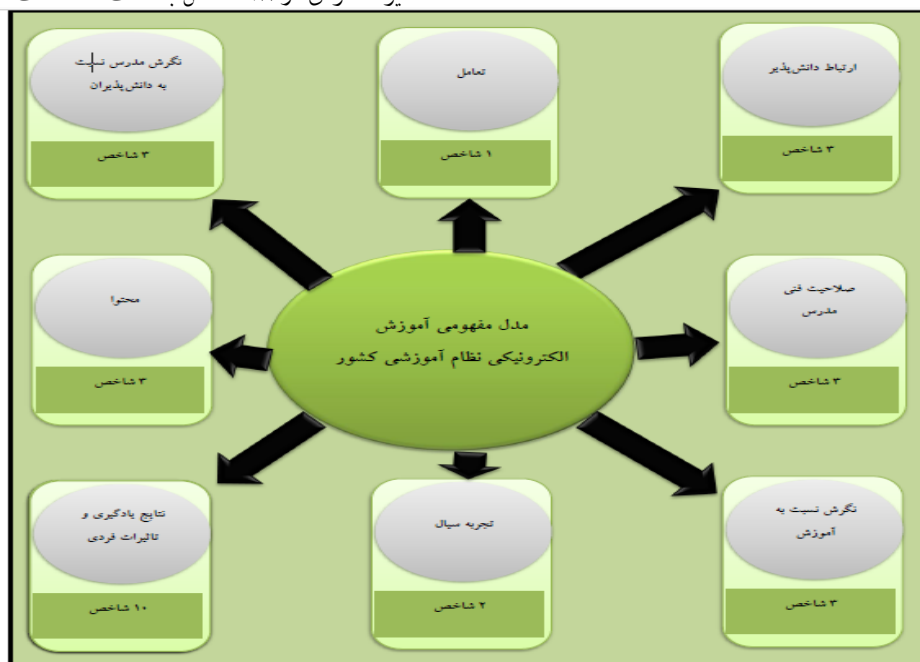 ارتباط دانش‌پذیر
۳ شاخص
تعامل
۱ شاخص
نگرش مدرس نسبت
به دانش‌پذیران
۳ شاخص
صلاحیت فنی
مدرس
۳ شاخص
مدل مفهومی آموزش
الکترونیکی نظام آموزشی کشور
محتوا
۳ شاخص
نگرش نسبت به
آموزش
۳ شاخص
تجربه سیال
۲ شاخص
نتایج یادگیری و
تاثیرات فردی
۱۰ شاخص